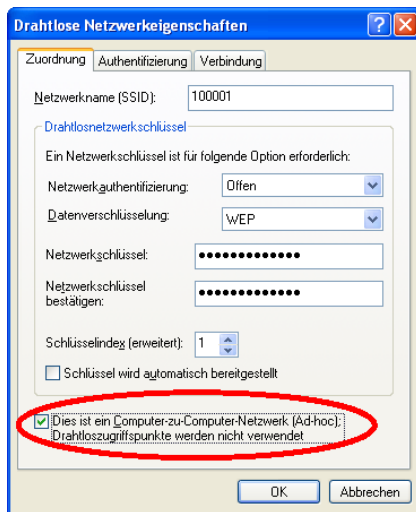 Drahtlose Netzwerkeigenschaften
Zuordnung Authentifizierung Verbindung
Netzwerkname (SSID): 100001
Drahtlosnetzwerkschlüssel
Ein Netzwerkschlüssel ist für folgende Option erforderlich:
Netzwerkauthentifizierung: Offen
Datenverschlüsselung: WEP
Netzwerkschlüssel: •••••••••••••
Netzwerkschlüssel
bestätigen: •••••••••••••
Schlüsselindex (erweitert): 1
Schlüssel wird automatisch bereitgestellt
Dies ist ein Computer-zu-Computer-Netzwerk (Ad-hoc);
Drahtloszugriffspunkte werden nicht verwendet
OK Abbrechen